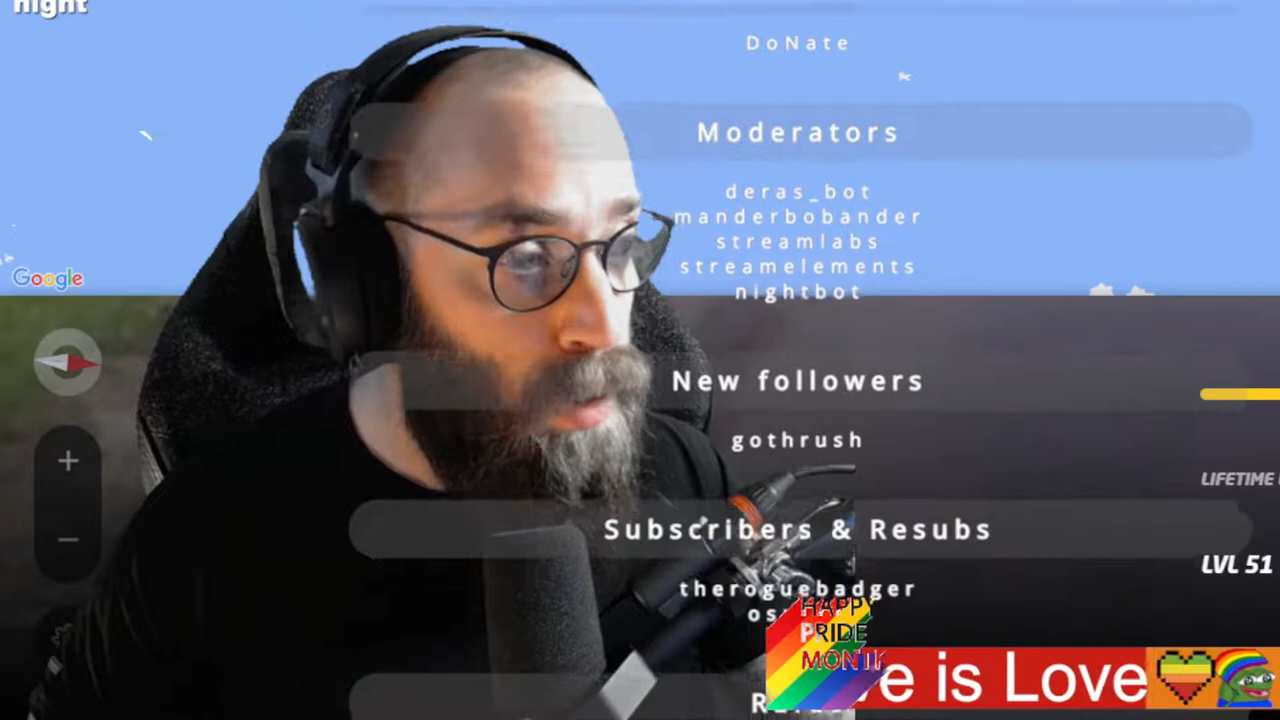 night
DoNate
Moderators
deras_bot
manderbobander
streamlabs
streamelements
nightbot
Google
New followers
gothrush
LIFETIME
Subscribers & Resubs
LVL 51
theroguebadger
HAPPY
PRIDE
is Love